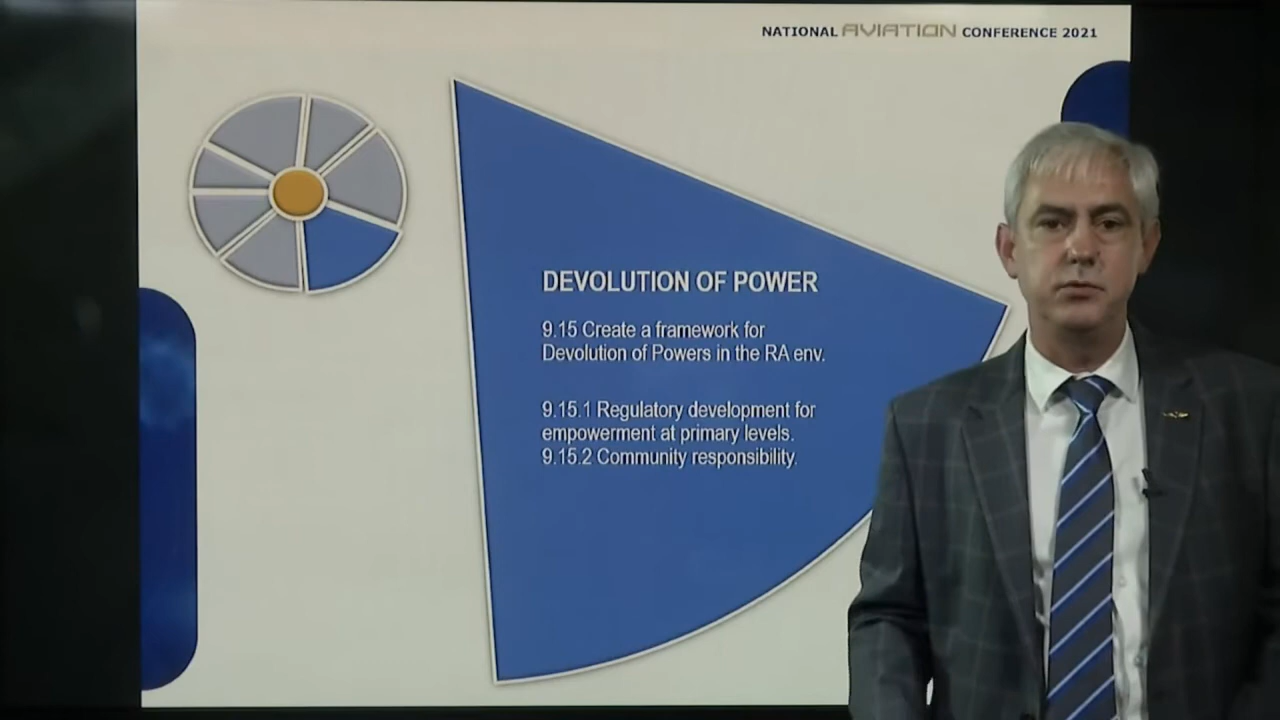 NATIONAL AVIATION CONFERENCE 2021
DEVOLUTION OF POWER
9.15 Create a framework for
Devolution of Powers in the RA env.
9.15.1 Regulatory development for
empowerment at primary levels.
9.15.2 Community responsibility.